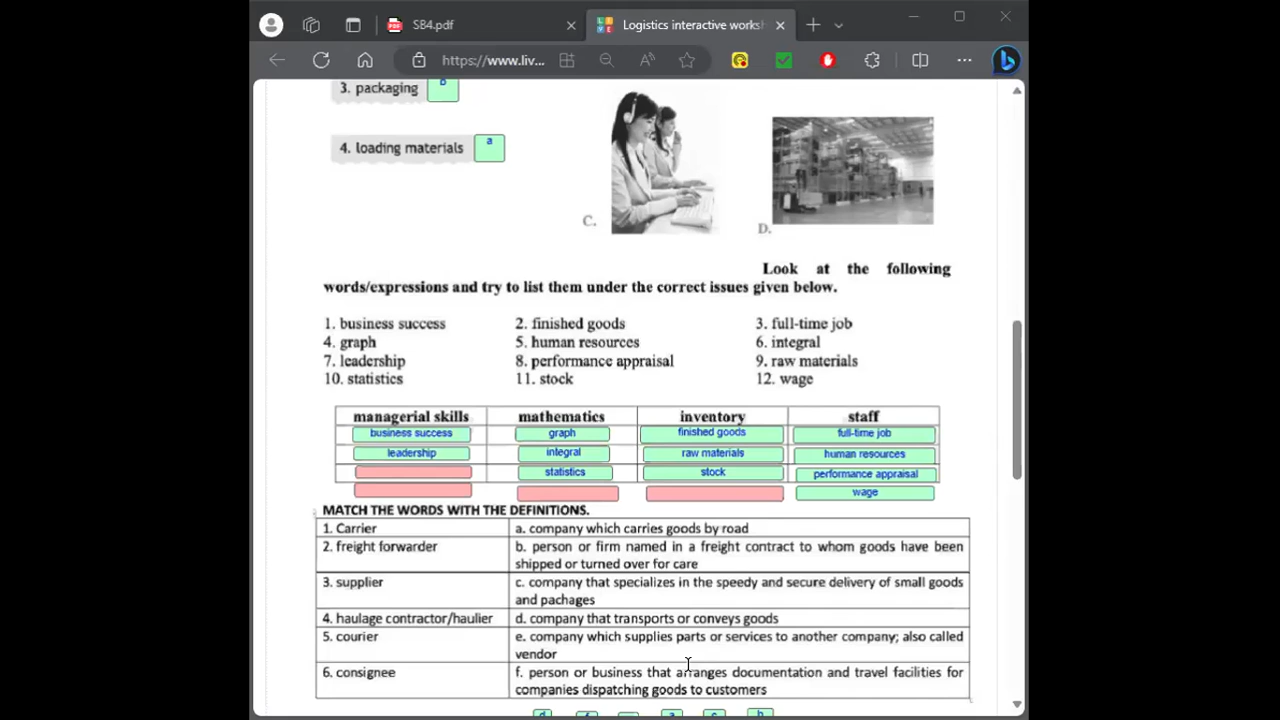 SB4.pdf
Logistics interactive works
https://www.liv...
3. packaging
b
4. loading materials
a
C.
D.
Look at the following
words/expressions and try to list them under the correct issues given below.
1. business success 2. finished goods 3. full-time job
4. graph 5. human resources 6. integral
7. leadership 8. performance appraisal 9. raw materials
10. statistics 11. stock 12. wage
managerial skills mathematics inventory staff
business success graph finished goods full-time job
leadership integral raw materials human resources
statistics stock performance appraisal
wage
MATCH THE WORDS WITH THE DEFINITIONS.
1. Carrier a. company which carries goods by road
2. freight forwarder b. person or firm named in a freight contract to whom goods have been
shipped or turned over for care
3. supplier c. company that specializes in the speedy and secure delivery of small goods
and pachages
4. haulage contractor/haulier d. company that transports or conveys goods
5. courier e. company which supplies parts or services to another company; also called
vendor
6. consignee f. person or business that arranges documentation and travel facilities for
companies dispatching goods to customers
d f a c b